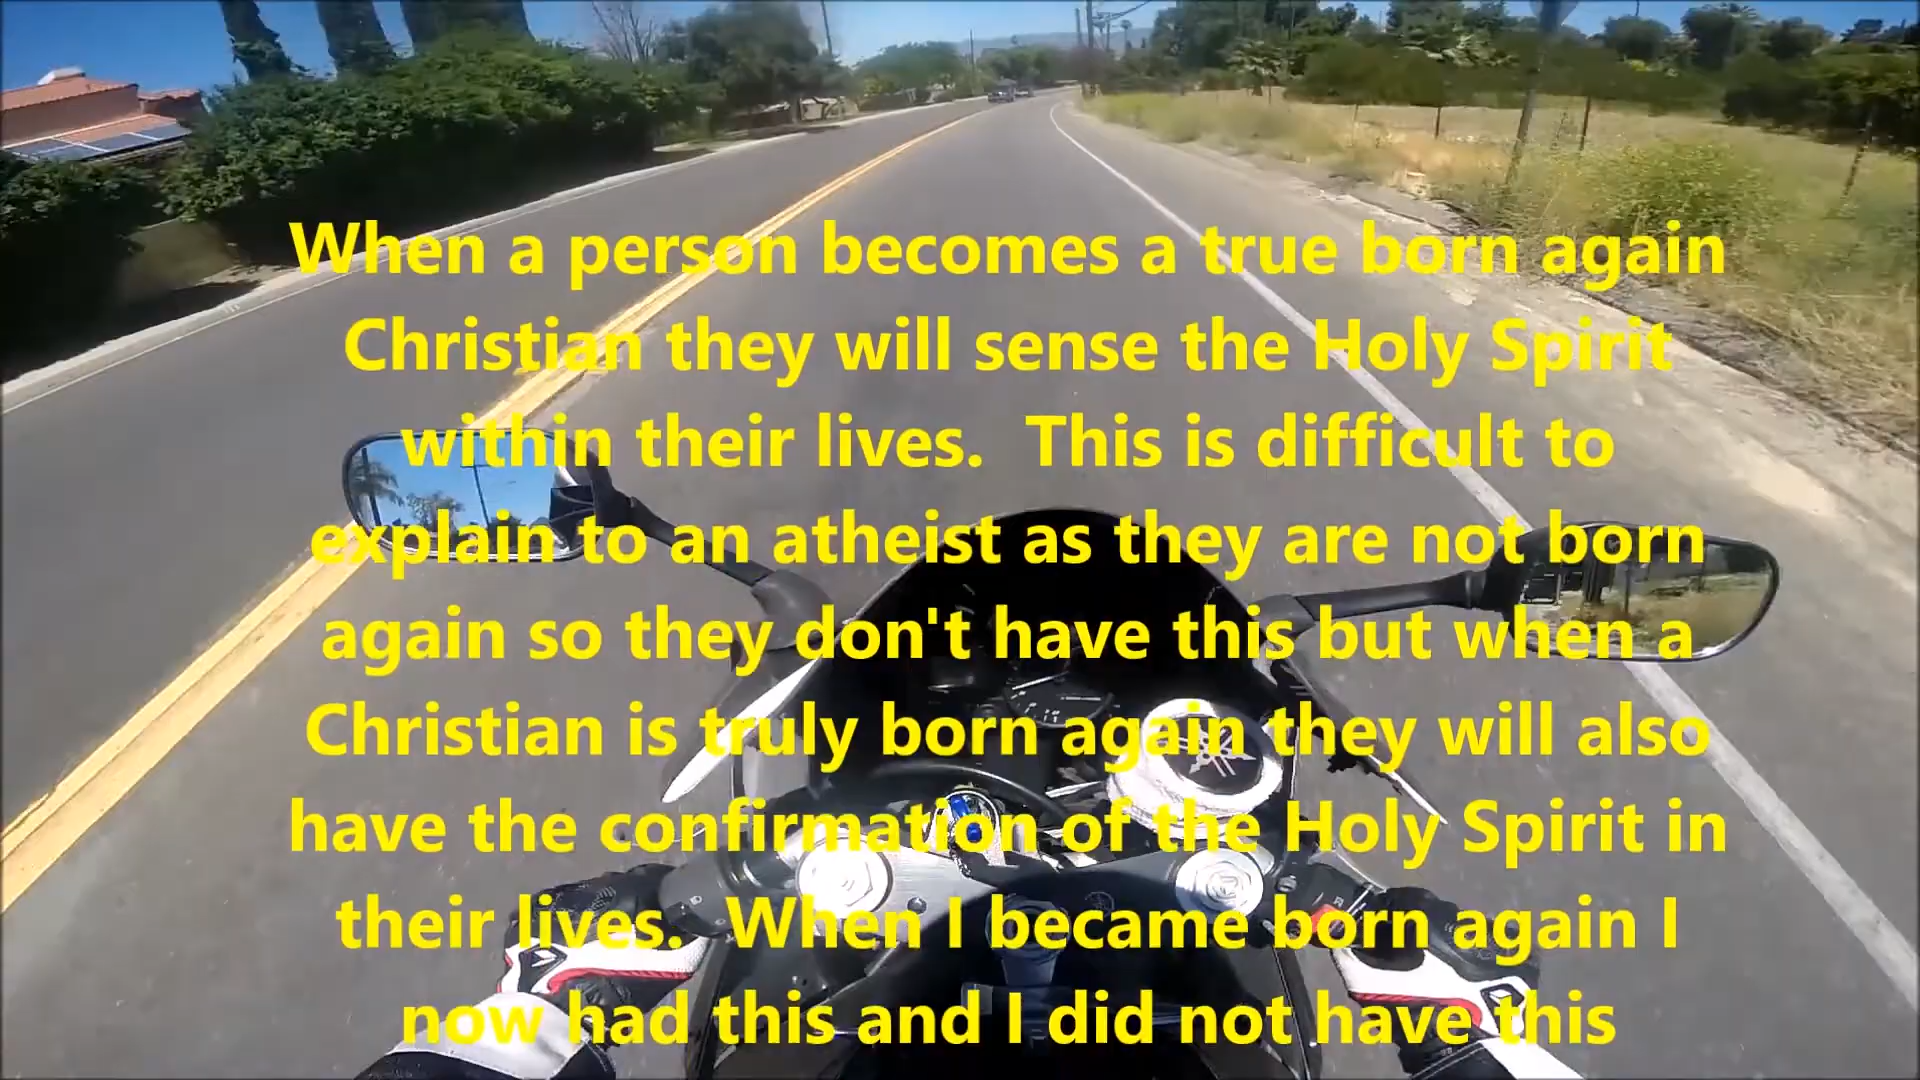 When a person becomes a true born again
Christian they will sense the Holy Spirit
within their lives.  This is difficult to
explain to an atheist as they are not born
again so they don't have this but when a
Christian is truly born again they will also
have the confirmation of the Holy Spirit in
their lives.  When I became born again I
now had this and I did not have this